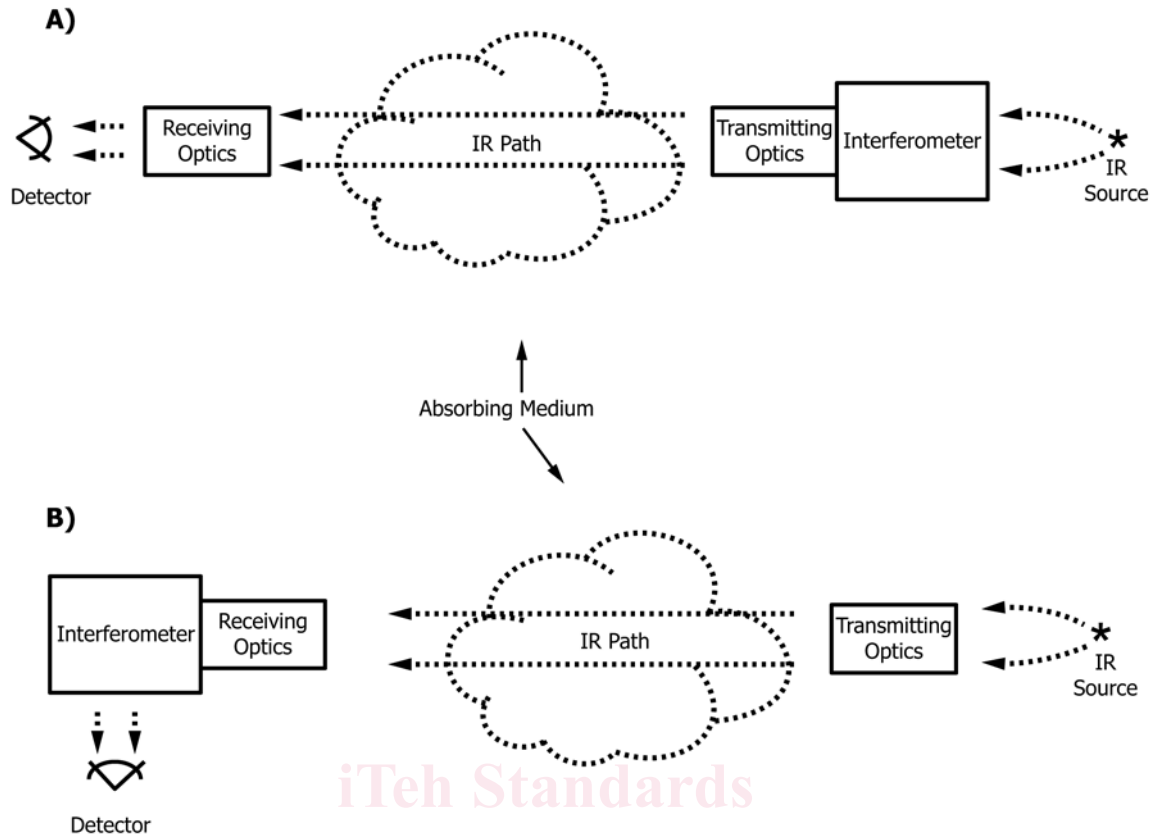 A)
Receiving
Optics
IR Path
Transmitting
Optics
Interferometer
IR
Source
Detector
Absorbing Medium
B)
Interferometer
Receiving
Optics
IR Path
Transmitting
Optics
IR
Source
iTeh Standards
Detector